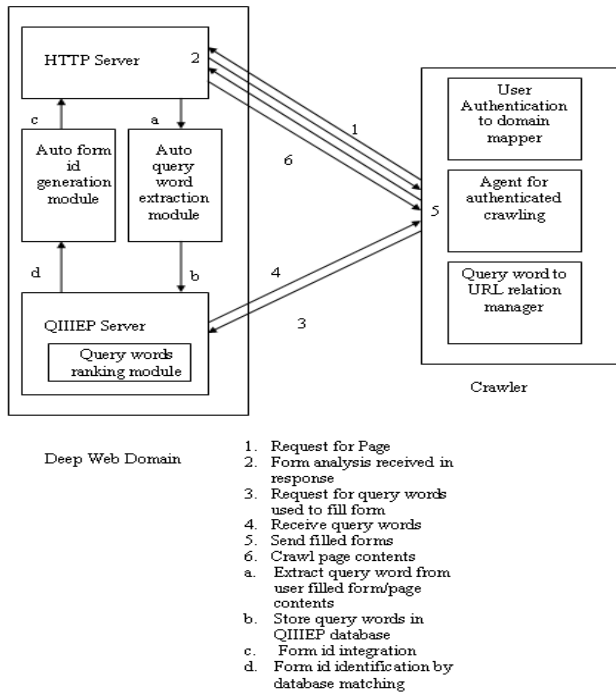 HTTP Server
2
c
a
1
6
Auto form
id
generation
module
Auto
query
word
extraction
module
d
b
QIIIEP Server
Query words
ranking module
4
3
5
User
Authentication
to domain
mapper
Agent for
authenticated
crawling
Query word to
URL relation
manager
Crawler
Deep Web Domain
1. Request for Page
2. Form analysis received in
response
3. Request for query words
used to fill form
4. Receive query words
5. Send filled forms
6. Crawl page contents
a. Extract query word from
user filled form/page
contents
b. Store query words in
QIIIEP database
c. Form id integration
d. Form id identification by
database matching